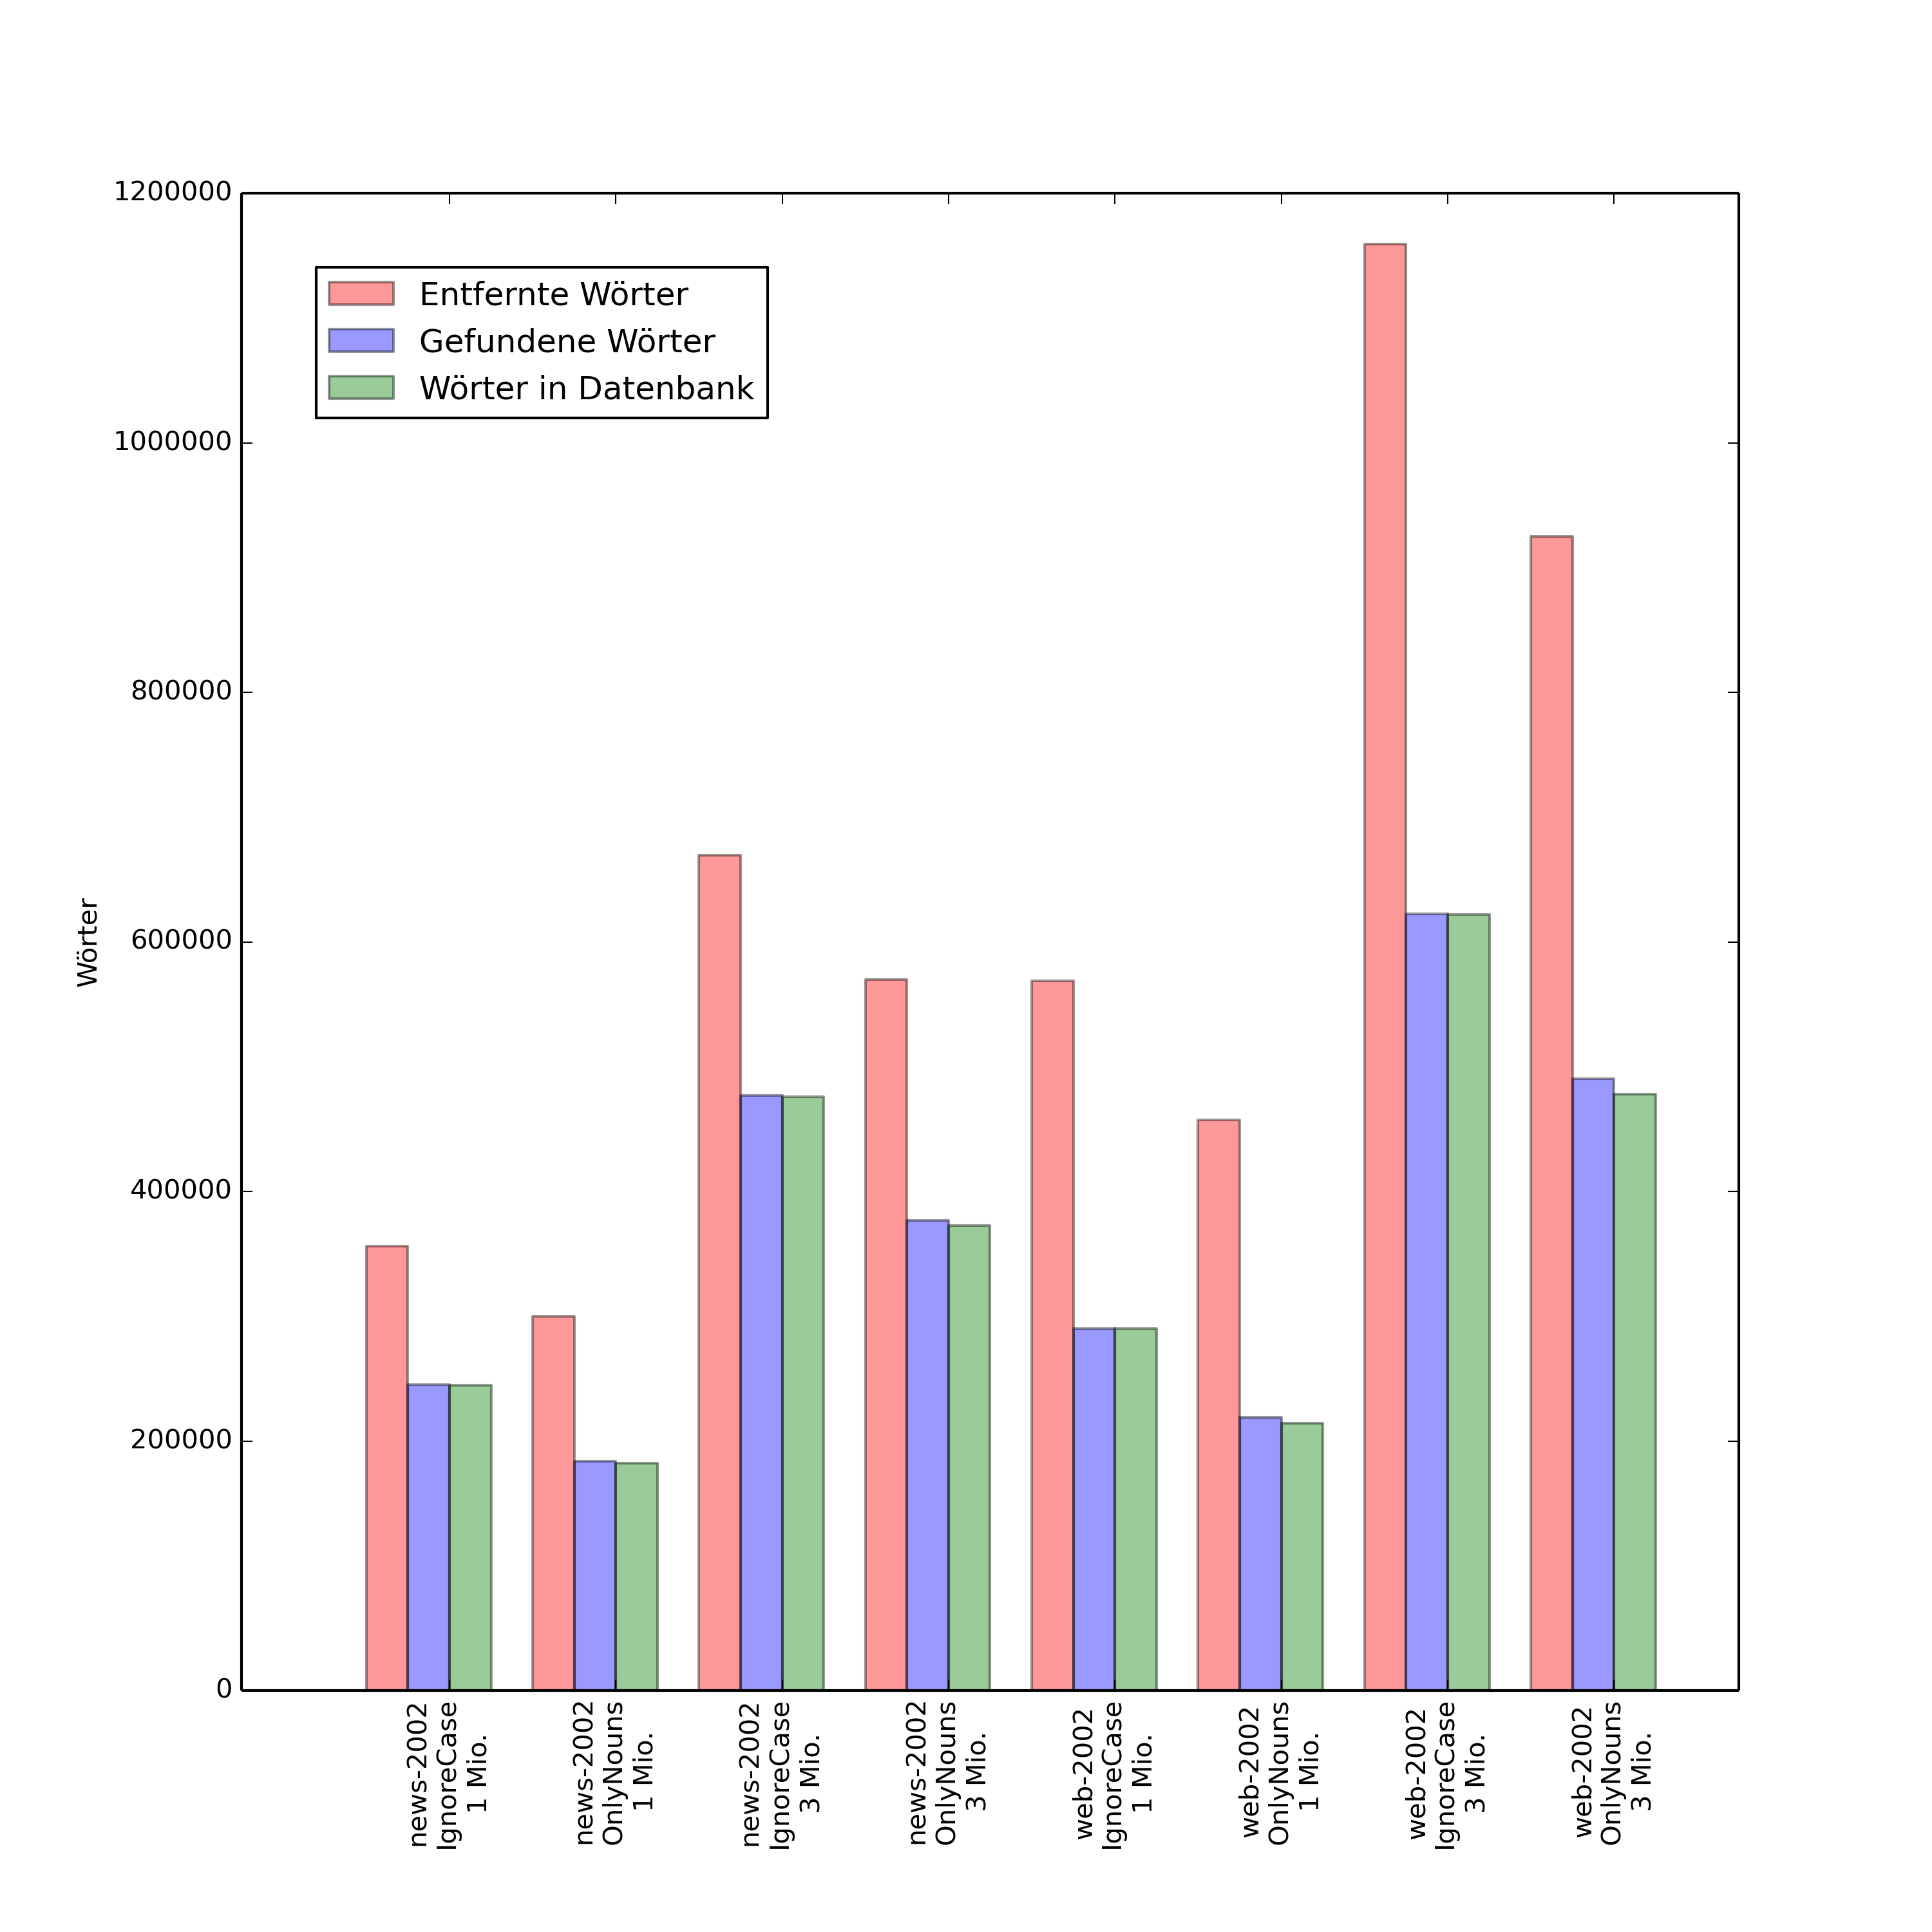 1200000
1000000
800000
600000
400000
200000
0
Wörter
Entfernte Wörter
Gefundene Wörter
Wörter in Datenbank
news-2002
IgnoreCase
1 Mio.
news-2002
OnlyNouns
1 Mio.
news-2002
IgnoreCase
3 Mio.
news-2002
OnlyNouns
3 Mio.
web-2002
IgnoreCase
1 Mio.
web-2002
OnlyNouns
1 Mio.
web-2002
IgnoreCase
3 Mio.
web-2002
OnlyNouns
3 Mio.